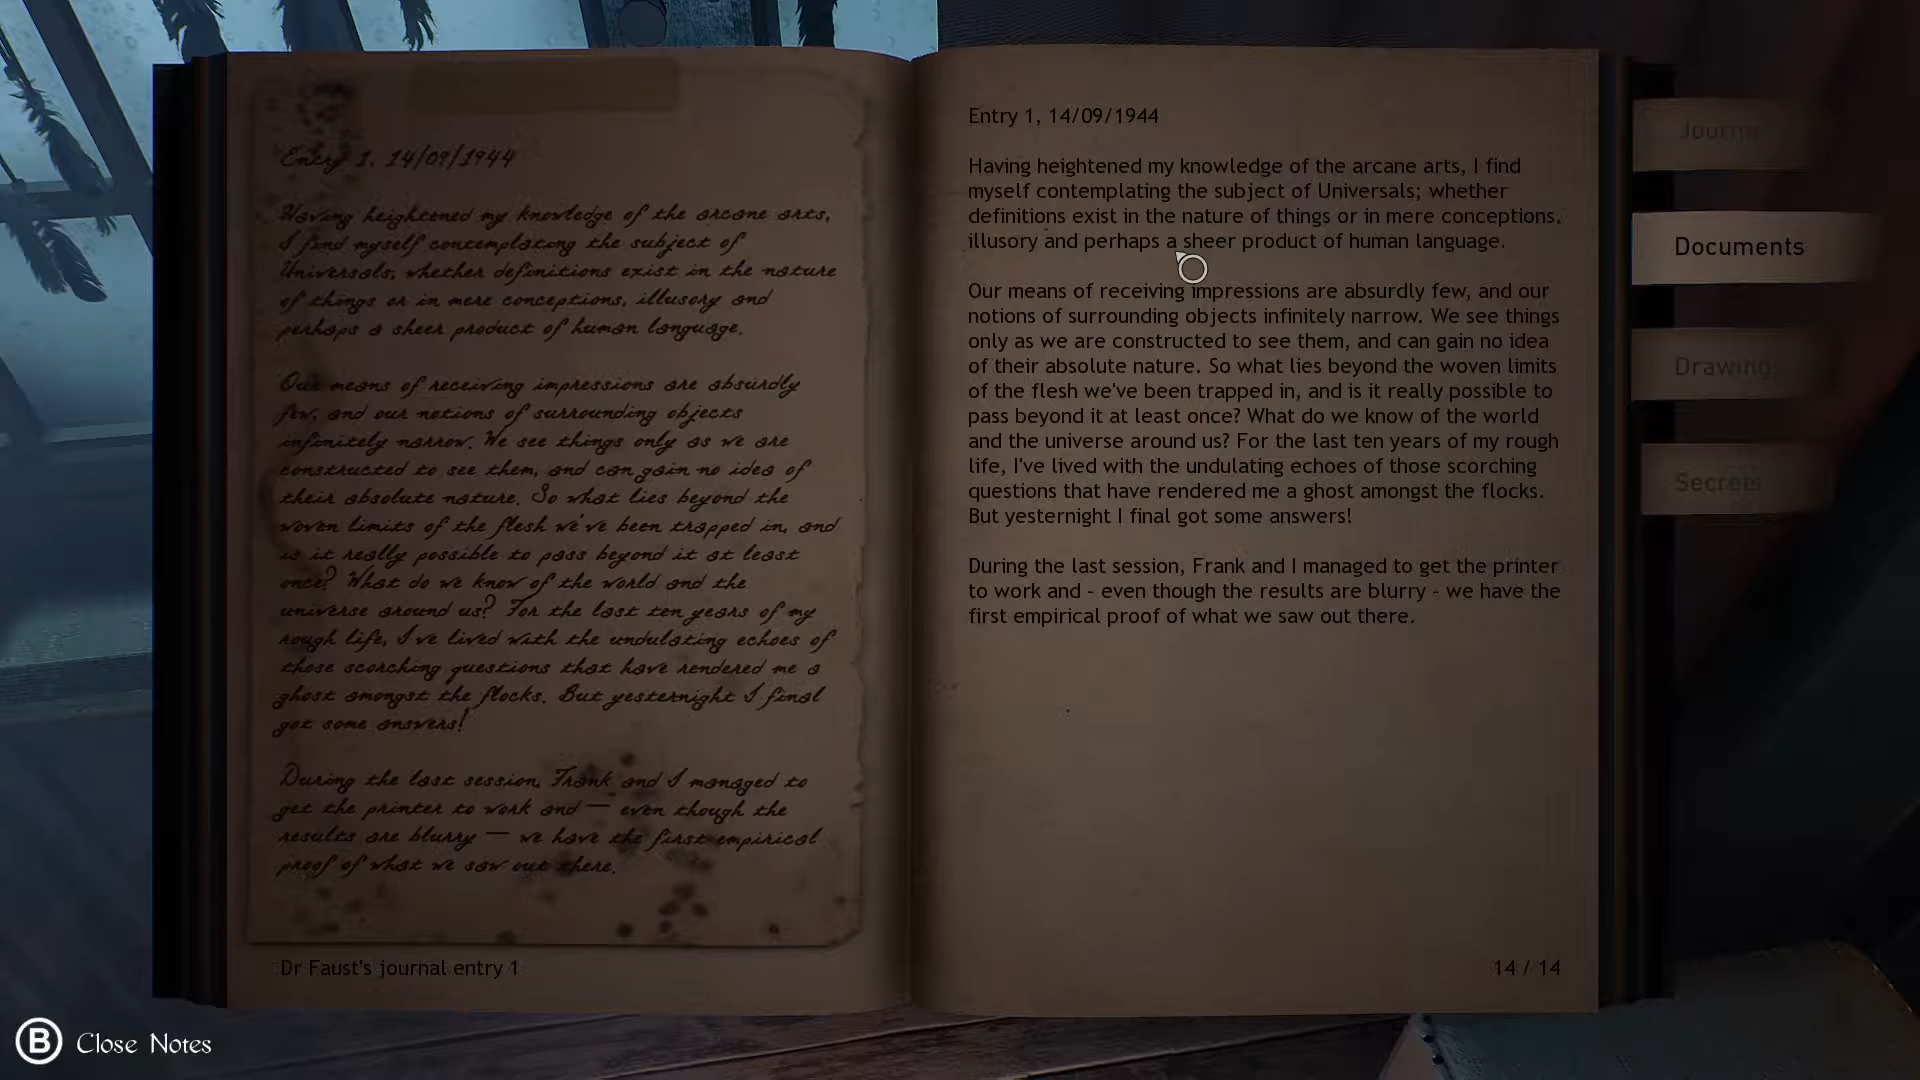 Entry 1. 14/09/1944
Having heightened my knowledge of the arcane arts,
I find myself contemplating the subject of
Universals; whether definitions exist in the nature
of things or in mere conceptions, illusory and
perhaps a sheer product of human language.
Our means of receiving impressions are absurdly
few, and our notions of surrounding objects
infinitely narrow. We see things only as we are
constructed to see them, and can gain no idea of
their absolute nature. So what lies beyond the
woven limits of the flesh we've been trapped in, and
is it really possible to pass beyond it at least
once? What do we know of the world and the
universe around us? For the last ten years of my
rough life, I've lived with the undulating echoes of
those scorching questions that have rendered me a
ghost amongst the flocks. But yesternight I final
got some answers!
During the last session, Frank and I managed to
get the printer to work and — even though the
results are blurry — we have the first empirical
proof of what we saw out there.
Dr Faust's journal entry 1
Entry 1, 14/09/1944
Having heightened my knowledge of the arcane arts, I find
myself contemplating the subject of Universals; whether
definitions exist in the nature of things or in mere conceptions.
illusory and perhaps a sheer product of human language.
Our means of receiving impressions are absurdly few, and our
notions of surrounding objects infinitely narrow. We see things
only as we are constructed to see them, and can gain no idea
of their absolute nature. So what lies beyond the woven limits
of the flesh we've been trapped in, and is it really possible to
pass beyond it at least once? What do we know of the world
and the universe around us? For the last ten years of my rough
life, I've lived with the undulating echoes of those scorching
questions that have rendered me a ghost amongst the flocks.
But yesternight I final got some answers!
During the last session, Frank and I managed to get the printer
to work and - even though the results are blurry - we have the
first empirical proof of what we saw out there.
14 / 14
Journal
Documents
Drawings
Secrets
B Close Notes